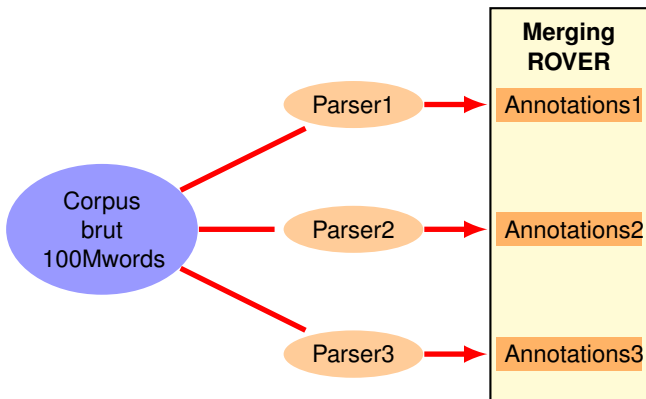 Merging
ROVER
Parser1
Annotations1
Corpus
brut
100Mwords
Parser2
Annotations2
Parser3
Annotations3